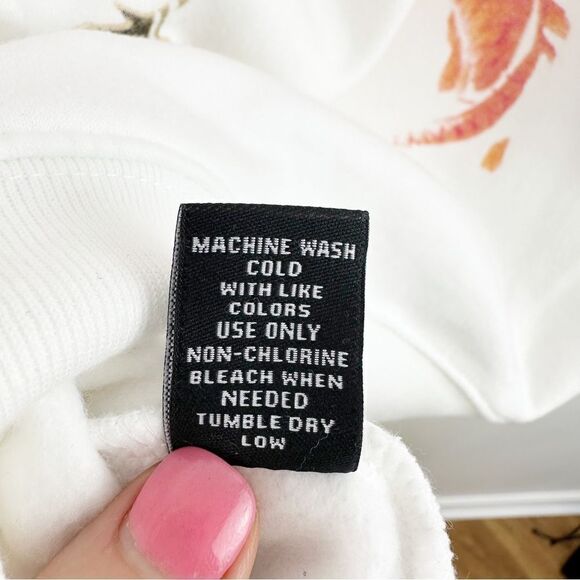 MACHINE WASH
COLD
WITH LIKE
COLORS
USE ONLY
NON-CHLORINE
BLEACH WHEN
NEEDED
TUMBLE DRY
LOW